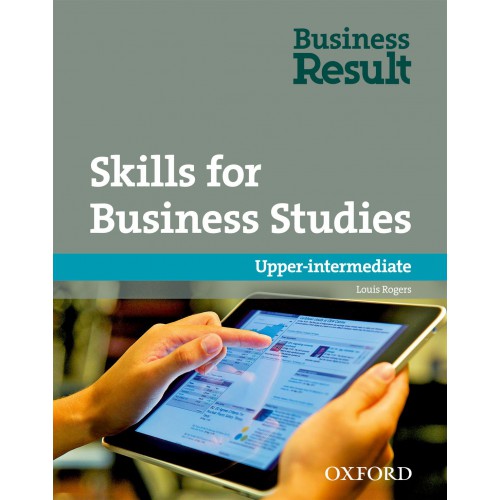 Business
Result
Skills for
Business Studies
Upper-intermediate
Louis Rogers
OXFORD